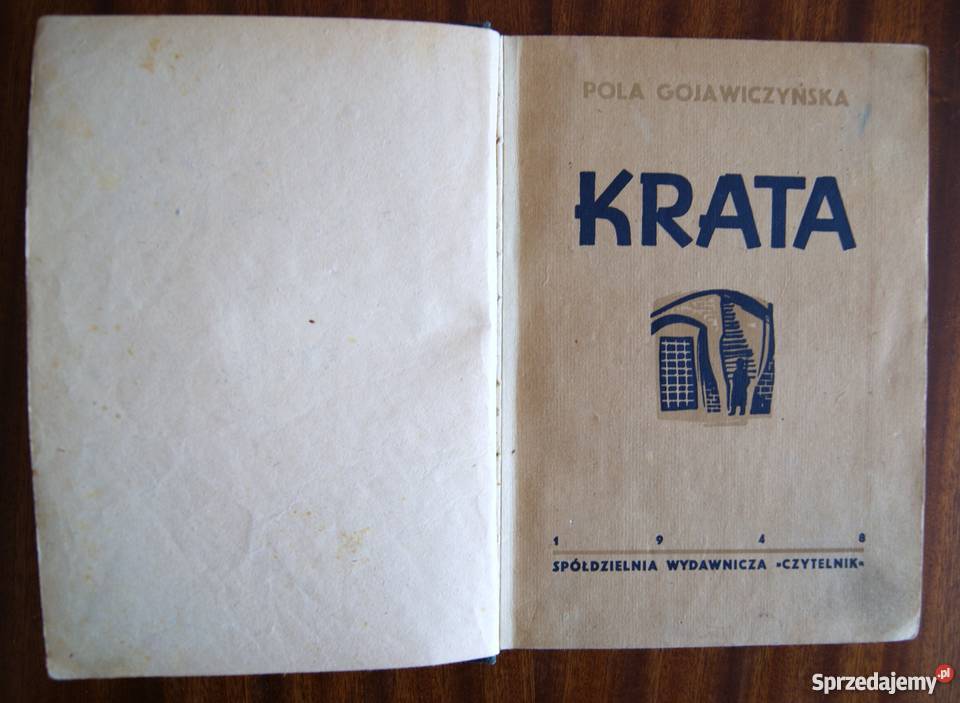 POLA GOJAWICZYŃSKA
KRATA
1 9 4 8
SPÓŁDZIELNIA WYDAWNICZA »CZYTELNIK«
Sprzedajemy.pl